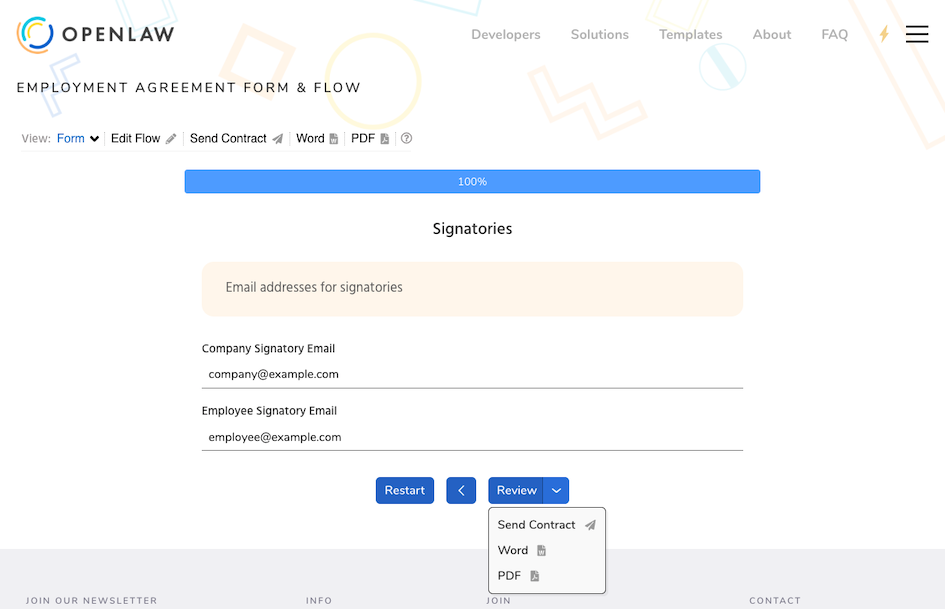 OPENLAW
Developers Solutions Templates About FAQ
EMPLOYMENT AGREEMENT FORM & FLOW
View: Form Edit Flow Send Contract Word PDF
100%
Signatories
Email addresses for signatories
Company Signatory Email
company@example.com
Employee Signatory Email
employee@example.com
Restart Review
Send Contract
Word
PDF
JOIN OUR NEWSLETTER INFO JOIN CONTACT